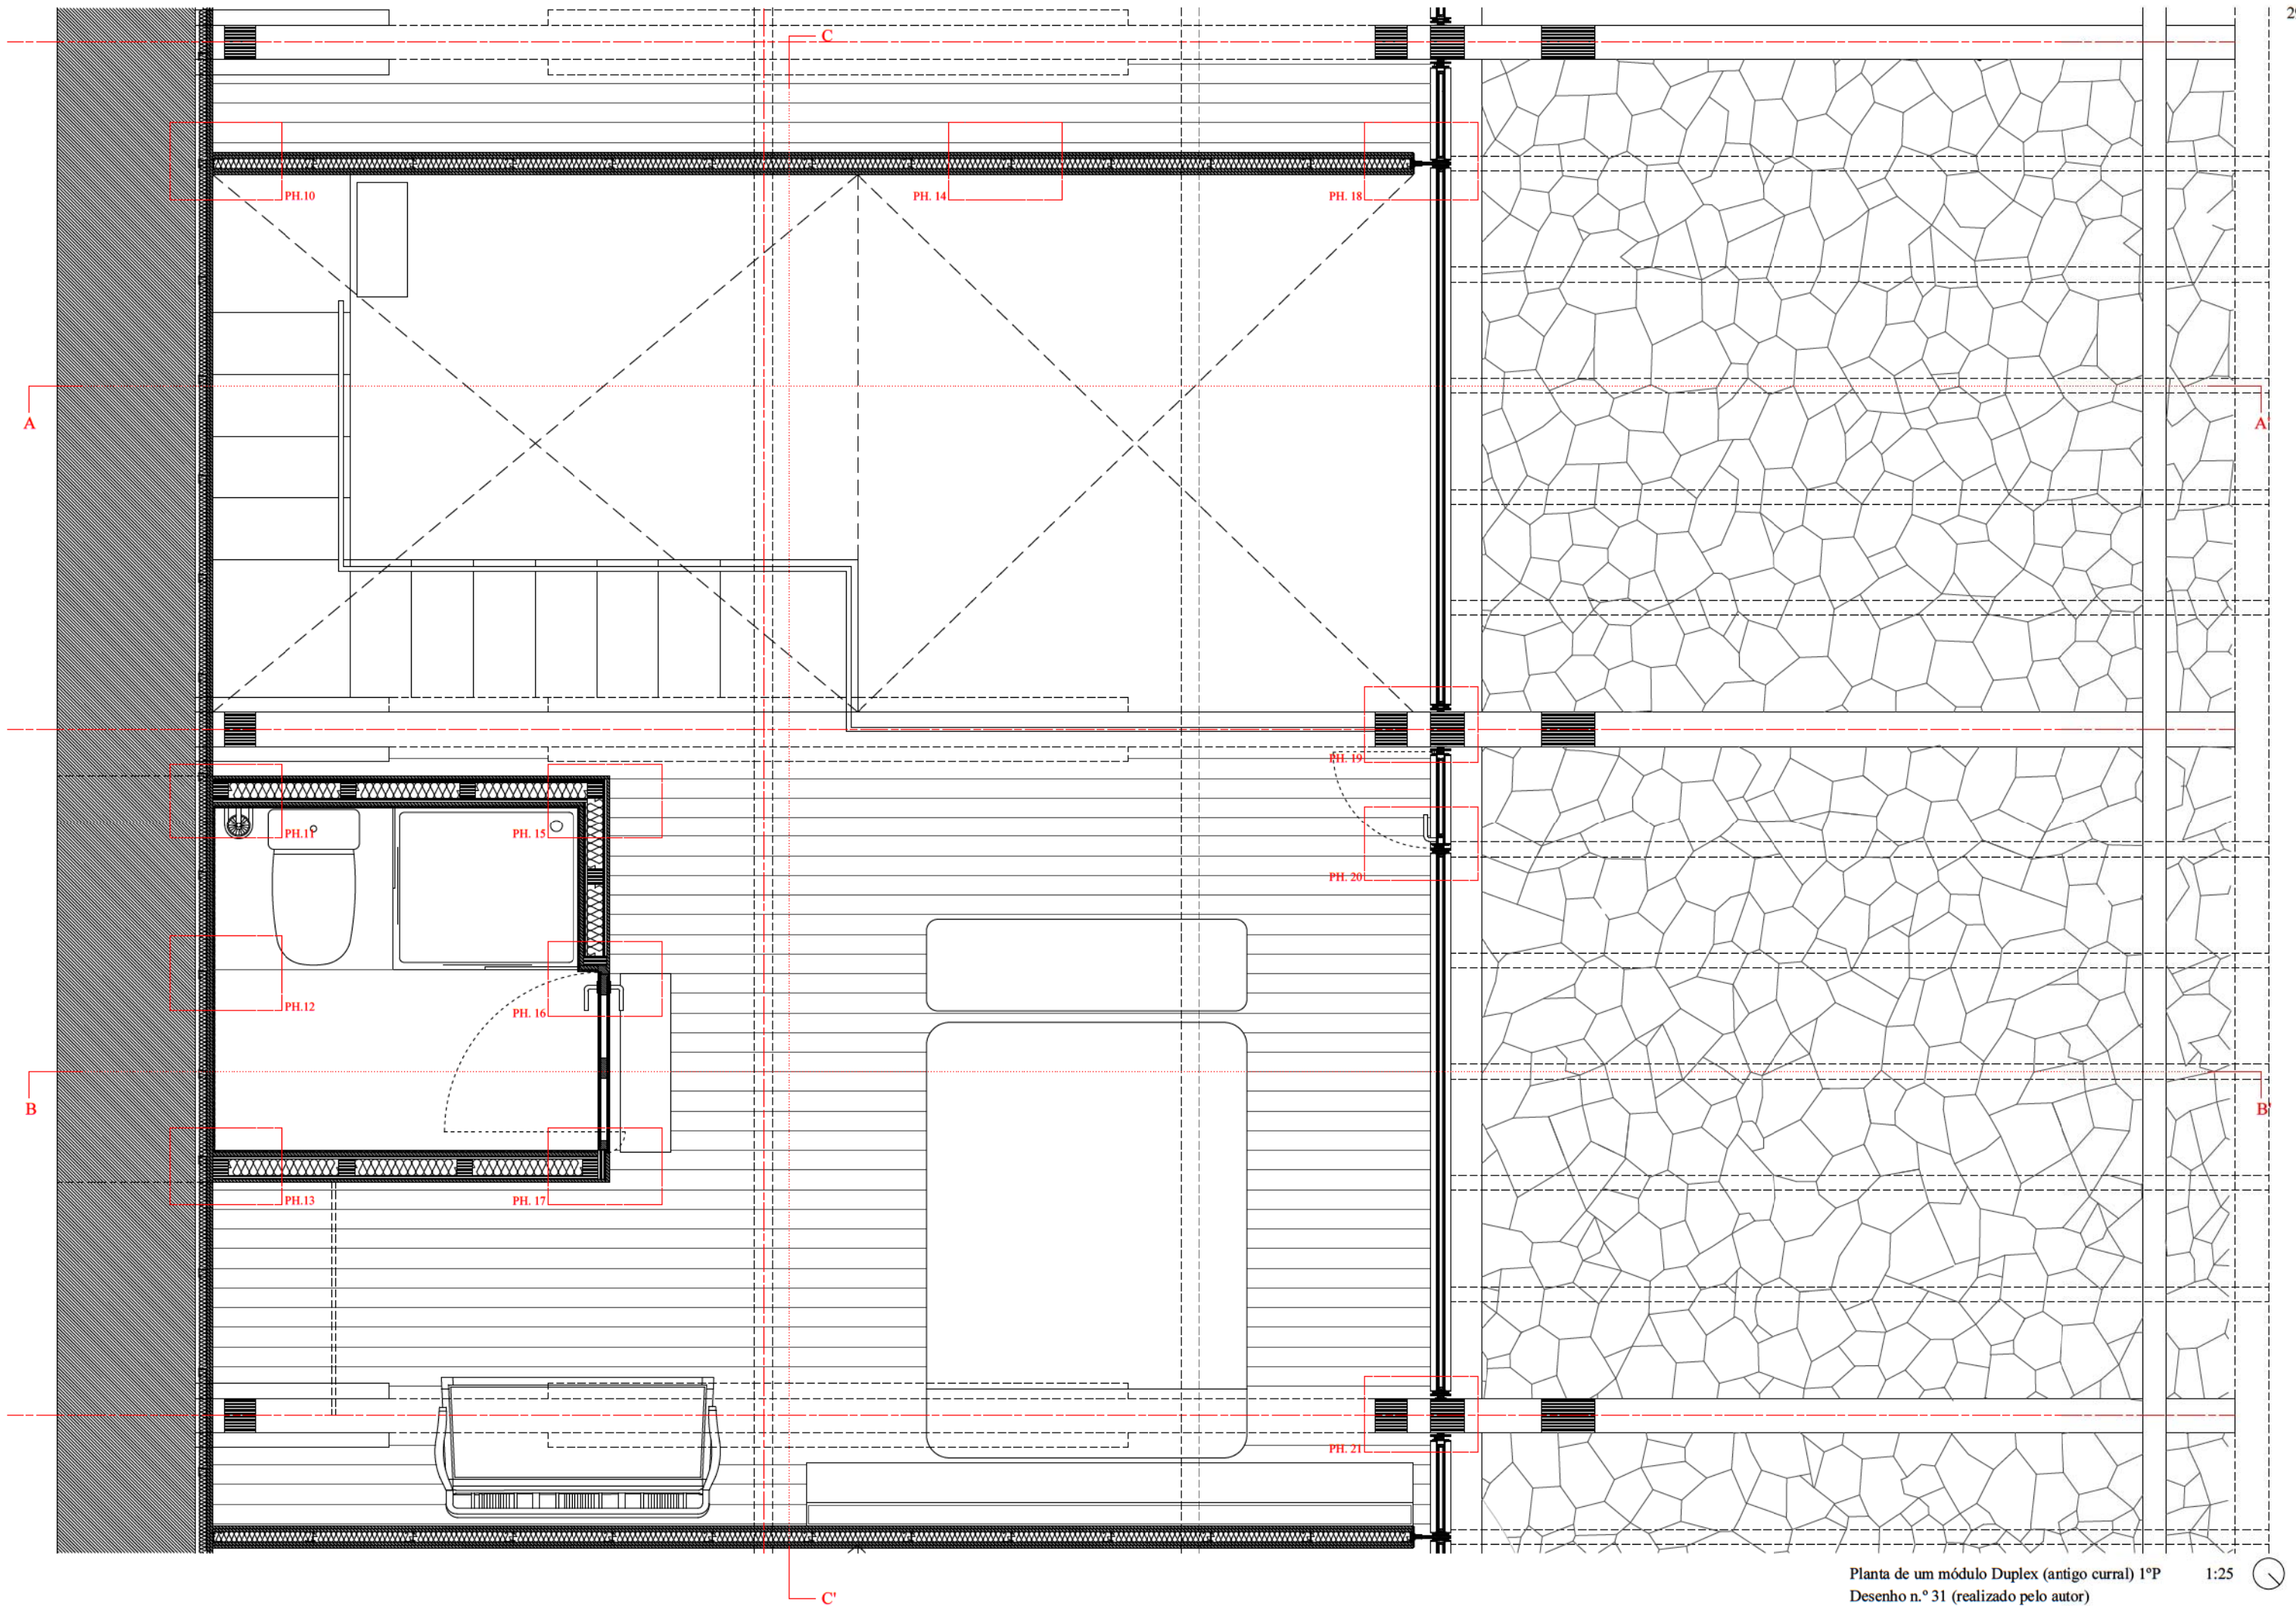 C
PH.10
PH. 14
PH. 18
A
A'
PH. 19
PH.11
PH. 15
PH. 20
PH.12
PH. 16
B
B'
PH.13
PH. 17
PH. 21
Planta de um módulo Duplex (antigo curral) 1ºP 1:25
Desenho n.º 31 (realizado pelo autor)
C'